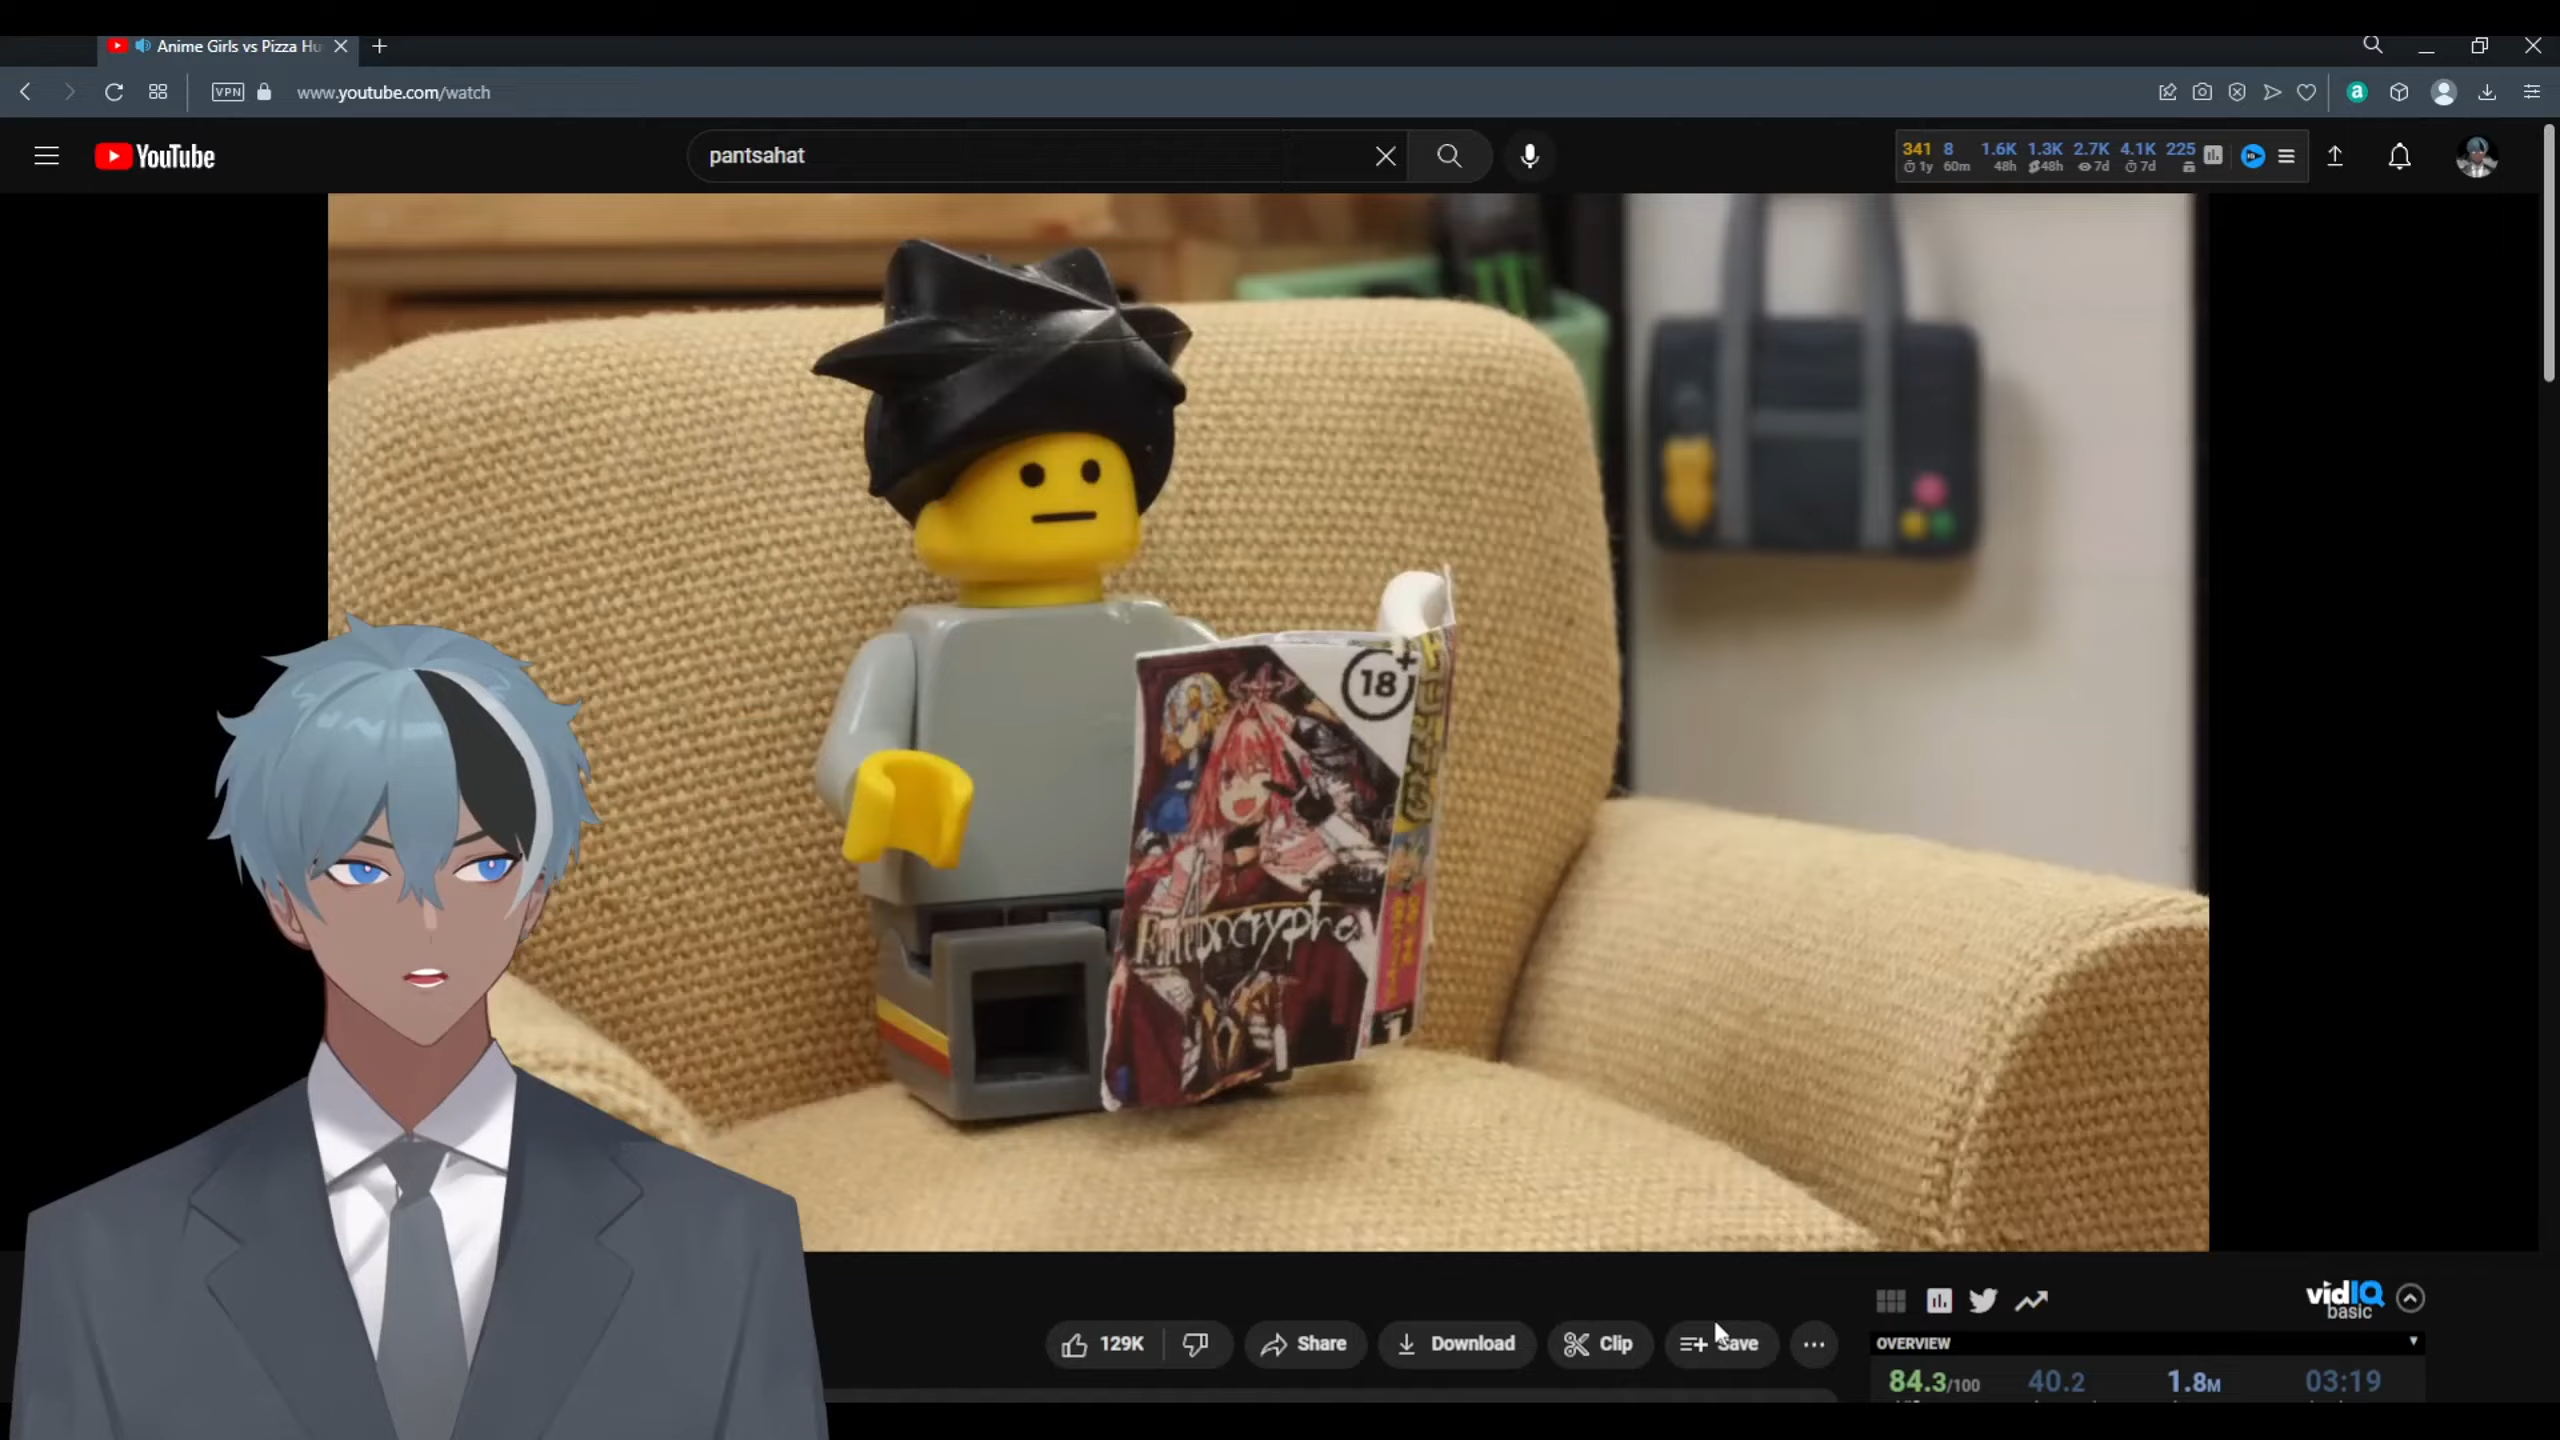 Anime Girls vs Pizza Hu
VPN
www.youtube.com/watch
YouTube
pantsahat
341 8 1.6K 1.3K 2.7K 4.1K 225
1y 60m 48h 48h 7d 7d
18+
1
129K
Share
Download
Clip
Save
vidIQ
basic
OVERVIEW
84.3/100 40.2 1.8M 03:19